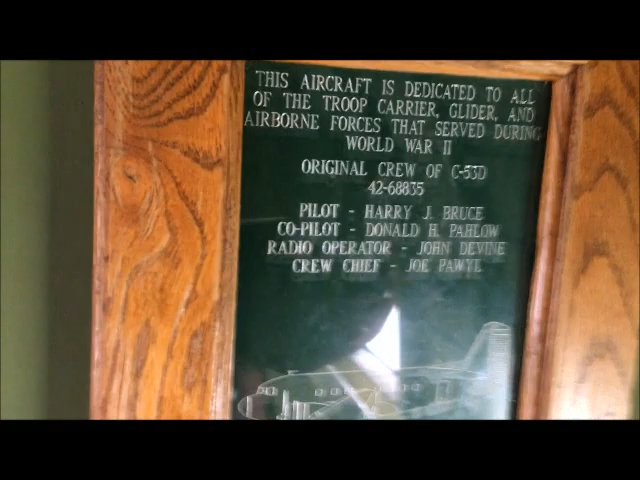 THIS AIRCRAFT IS DEDICATED TO ALL
OF THE TROOP CARRIER, GLIDER, AND
AIRBORNE FORCES THAT SERVED DURING
WORLD WAR II
ORIGINAL CREW OF C-53D
42-68835
PILOT - HARRY J. BRUCE
CO-PILOT - DONALD H. PAHLOW
RADIO OPERATOR - JOHN DEVINE
CREW CHIEF - JOE PAWYE